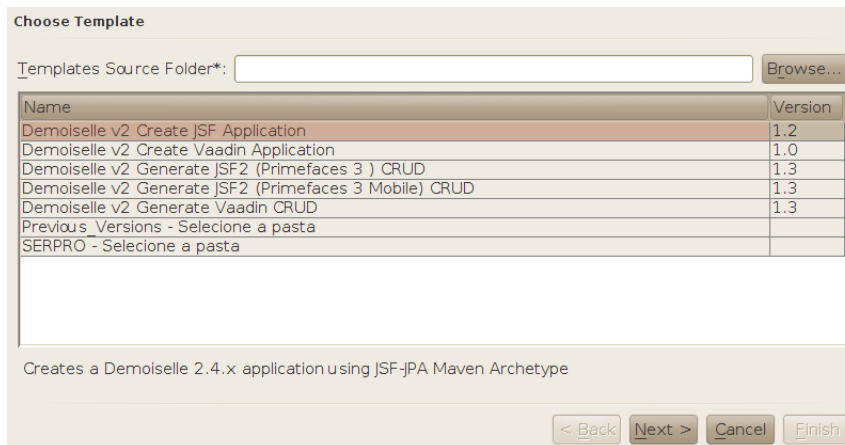 Choose Template
Templates Source Folder*:
Browse...
Name Version
Demoiselle v2 Create JSF Application 1.2
Demoiselle v2 Create Vaadin Application 1.0
Demoiselle v2 Generate JSF2 (Primefaces 3 ) CRUD 1.3
Demoiselle v2 Generate JSF2 (Primefaces 3 Mobile) CRUD 1.3
Demoiselle v2 Generate Vaadin CRUD 1.3
Previous_Versions - Selecione a pasta
SERPRO - Selecione a pasta
Creates a Demoiselle 2.4.x application using JSF-JPA Maven Archetype
< Back Next > Cancel Finish